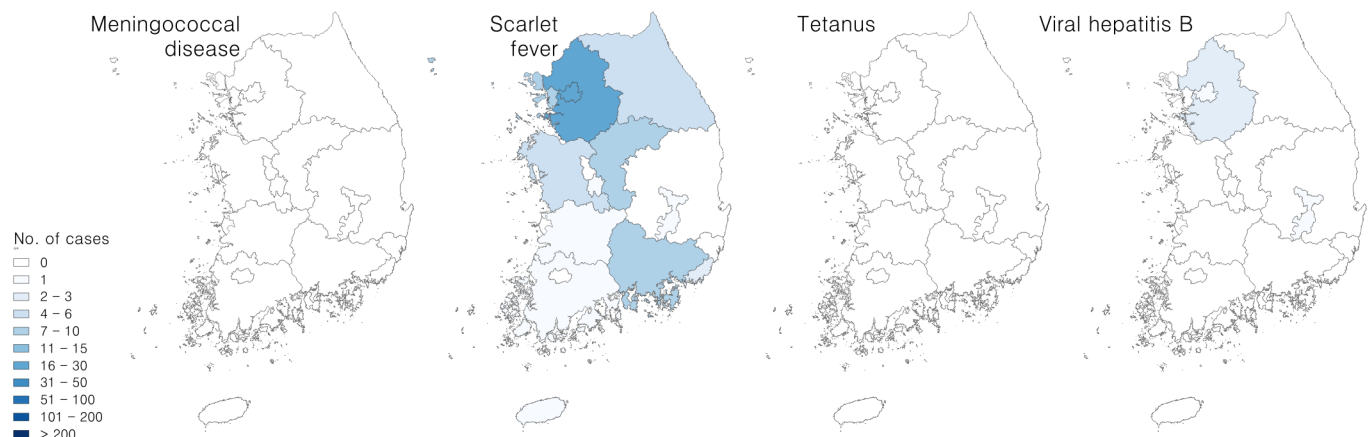 Meningococcal
disease
Scarlet
fever
Tetanus
Viral hepatitis B
No. of cases
0
1
2 – 3
4 – 6
7 – 10
11 – 15
16 – 30
31 – 50
51 – 100
101 – 200
> 200